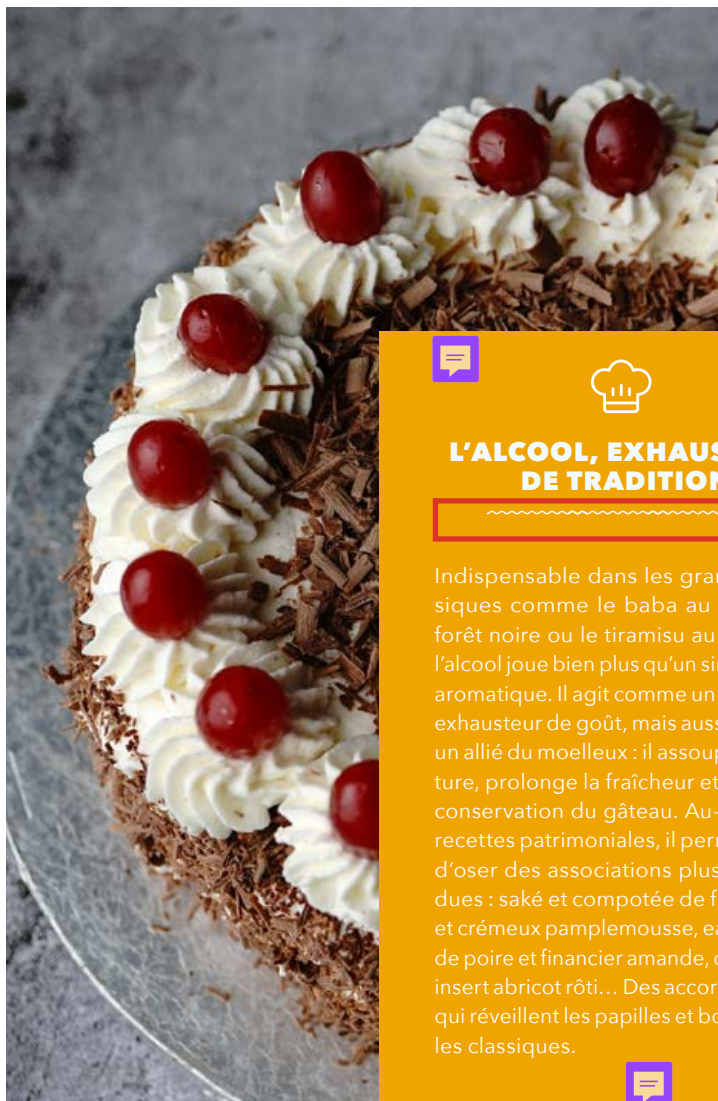 L’ALCOOL, EXHAUS
DE TRADITION
Indispensable dans les gran
siques comme le baba au
forêt noire ou le tiramisu au
l’alcool joue bien plus qu’un si
aromatique. Il agit comme un
exhausteur de goût, mais auss
un allié du moelleux : il assoup
ture, prolonge la fraîcheur et
conservation du gâteau. Au-
recettes patrimoniales, il per
d’oser des associations plus
dues : saké et compotée de f
et crémeux pamplemousse, ea
de poire et financier amande,
insert abricot rôti… Des accor
qui réveillent les papilles et bo
les classiques.